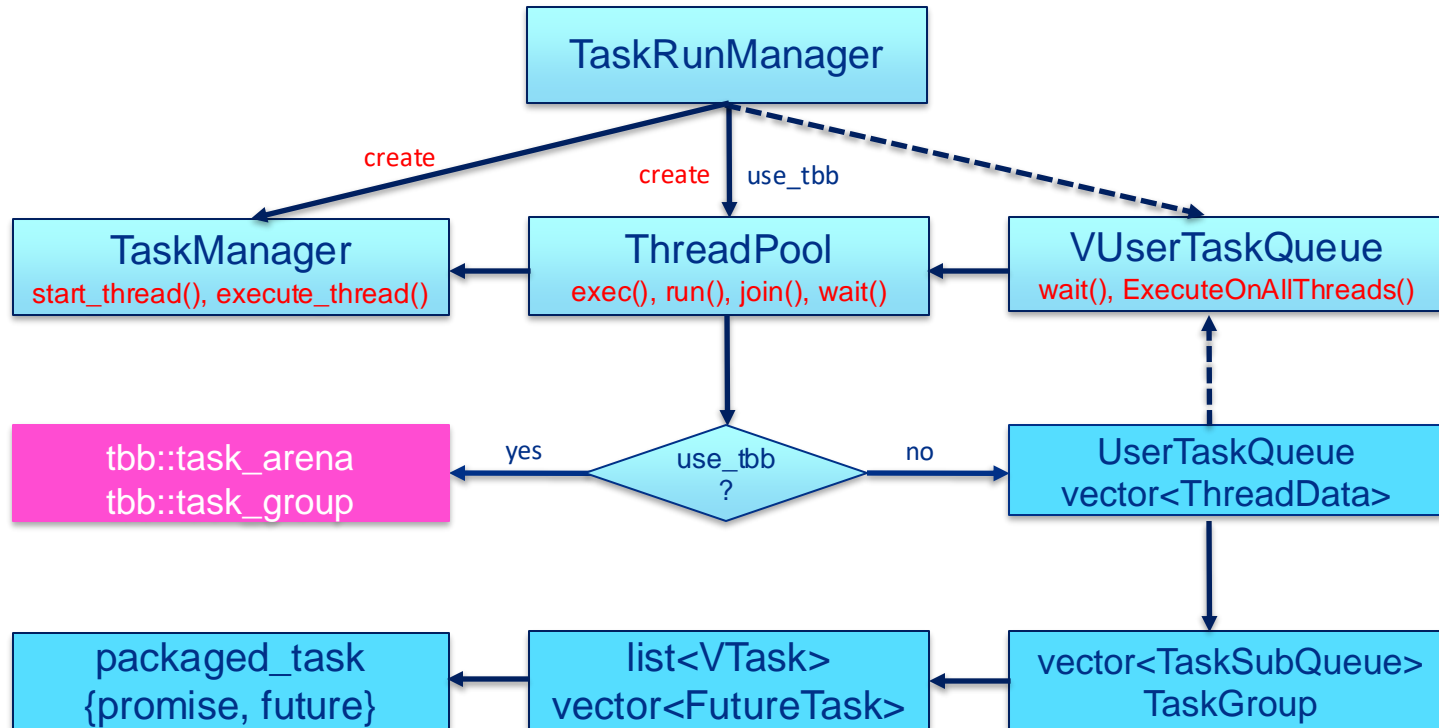 TaskRunManager
create
create
use_tbb
TaskManager
start_thread(), execute_thread()
ThreadPool
exec(), run(), join(), wait()
VUserTaskQueue
wait(), ExecuteOnAllThreads()
tbb::task_arena
tbb::task_group
yes
use_tbb
?
no
UserTaskQueue
vector<ThreadData>
packaged_task
{promise, future}
list<VTask>
vector<FutureTask>
vector<TaskSubQueue>
TaskGroup